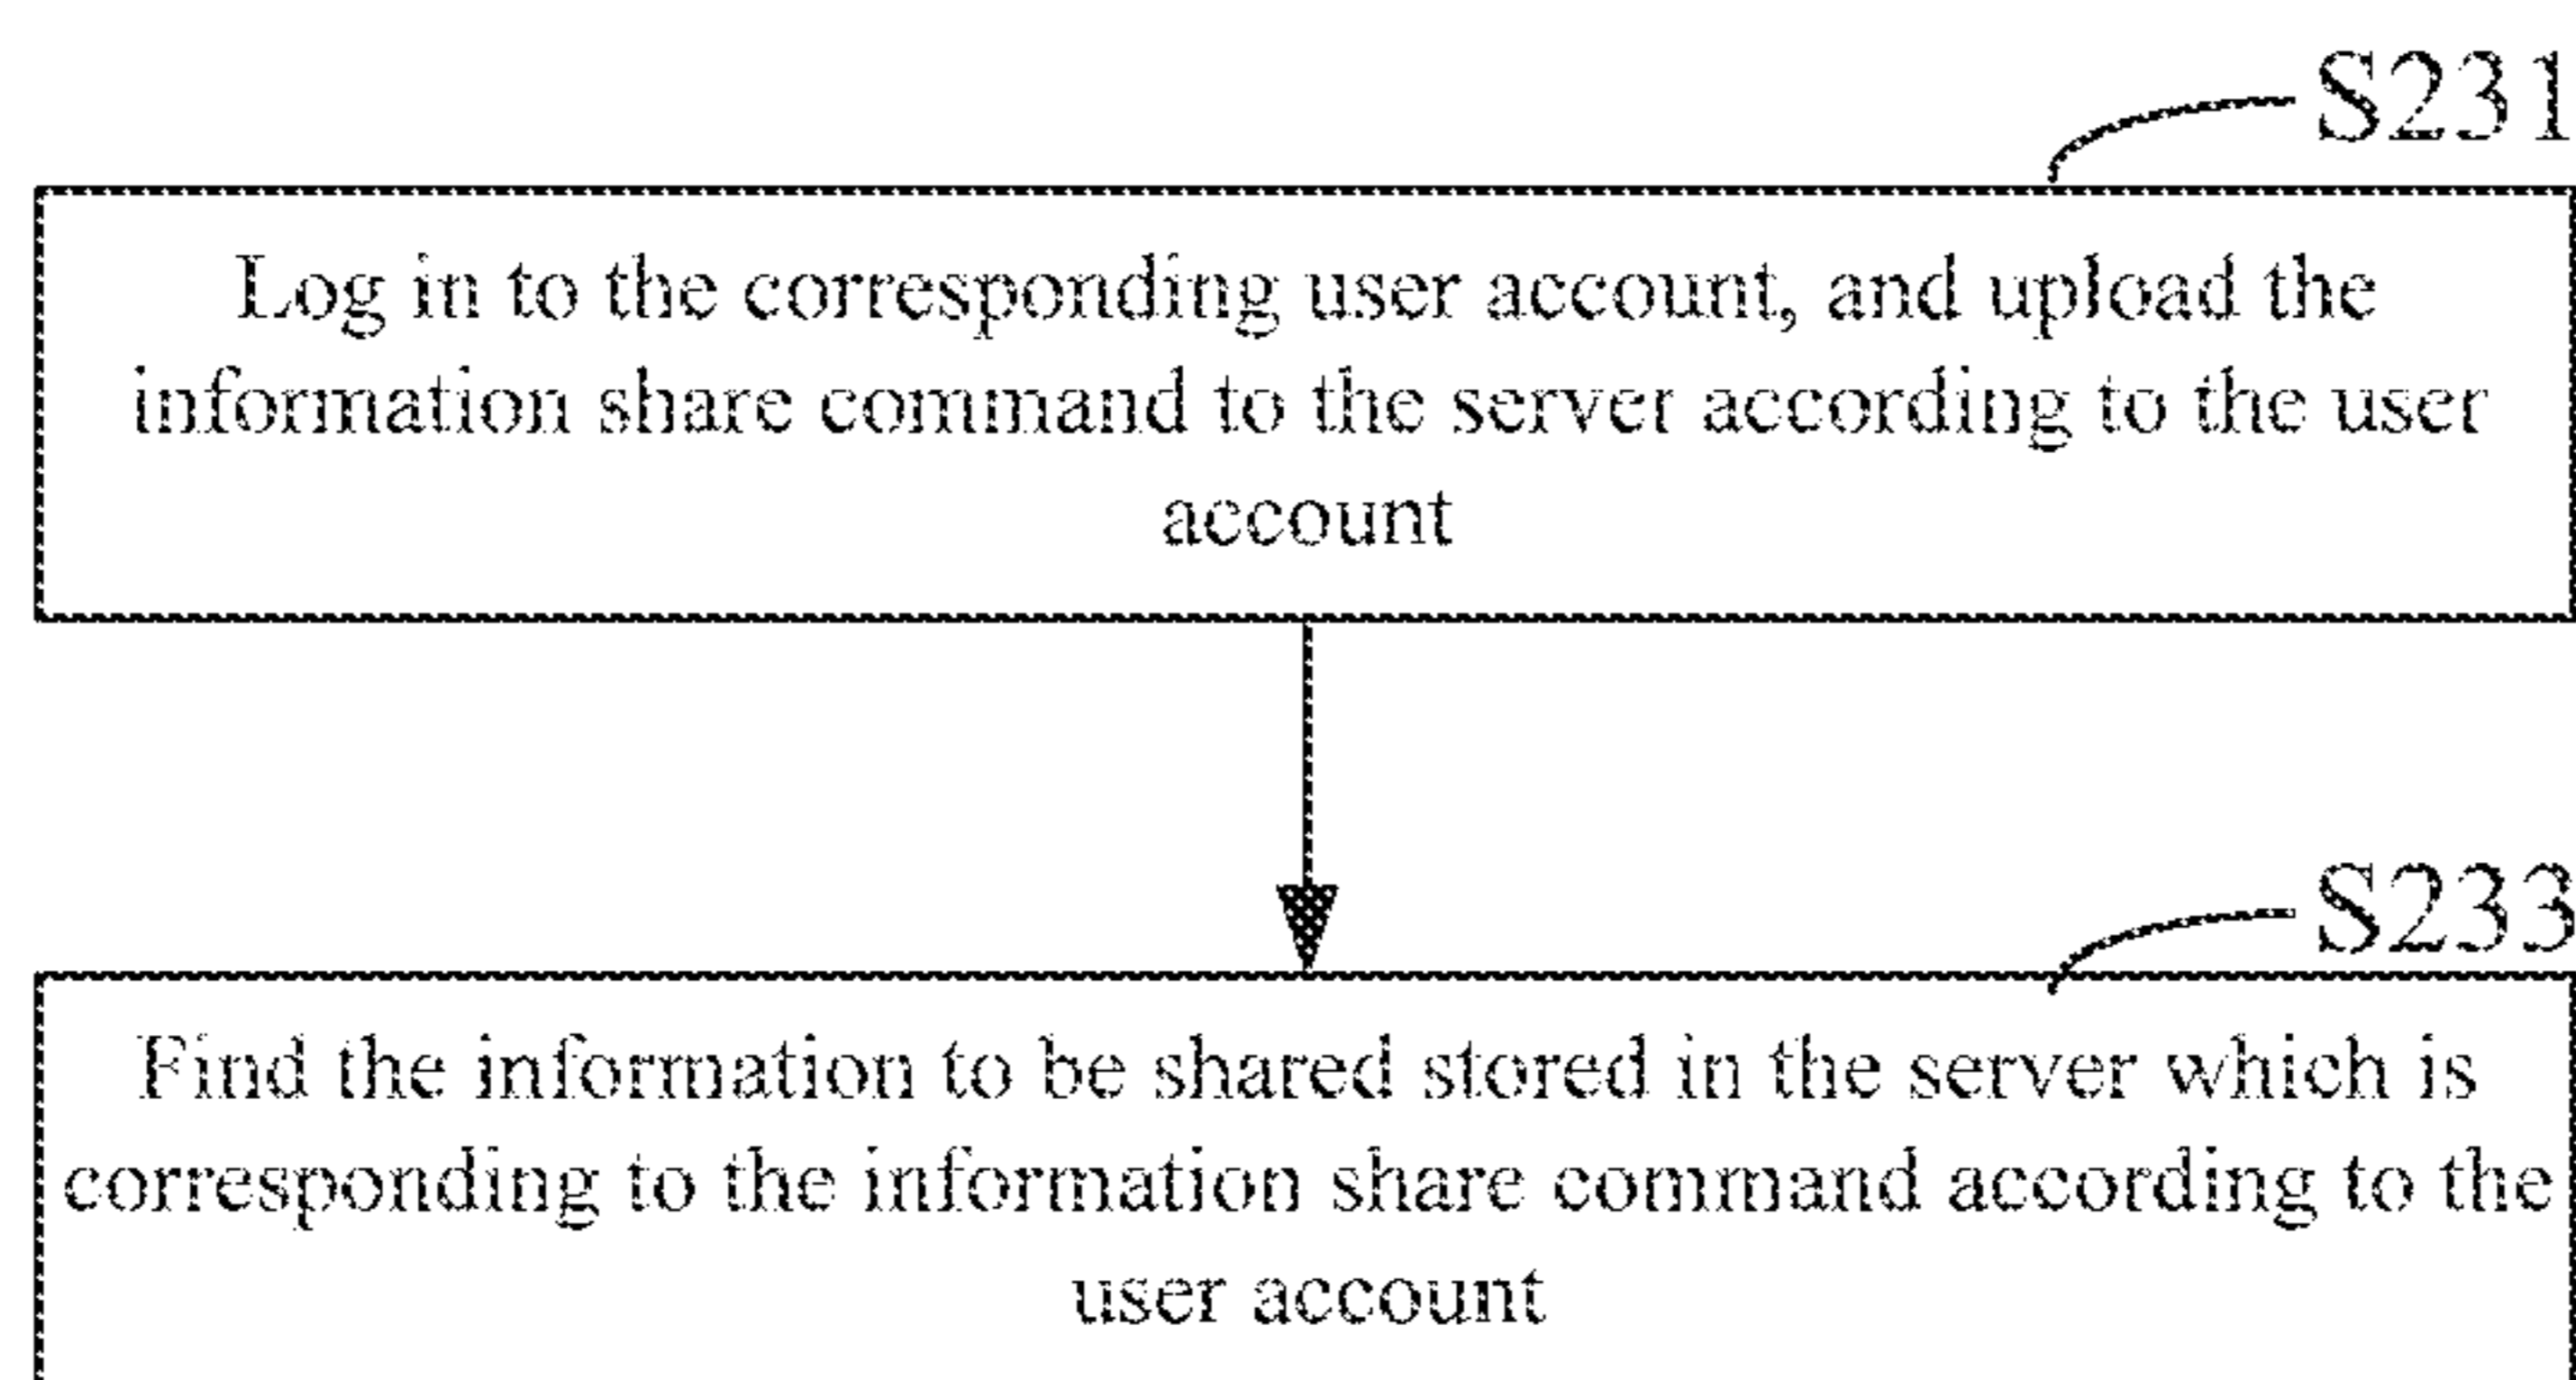 S231
Log in to the corresponding user account, and upload the
information share command to the server according to the user
account
S233
Find the information to be shared stored in the server which is
corresponding to the information share command according to the
user account